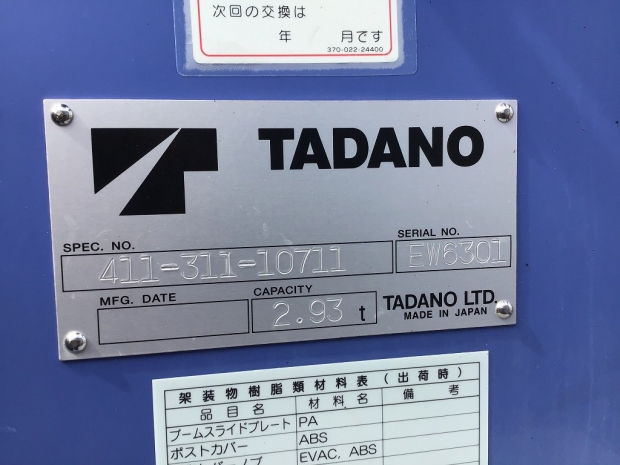 次回の交換は
年 月です
370-022-24400
TADANO
SPEC. NO.
411-311-10711
SERIAL NO.
EW6301
MFG. DATE
CAPACITY
2.93 t
TADANO LTD.
MADE IN JAPAN
架装物樹脂類材料表(出荷時)
品目名 材料名 備考
ブームスライドプレート PA
ポストカバー ABS
EVAC, ABS